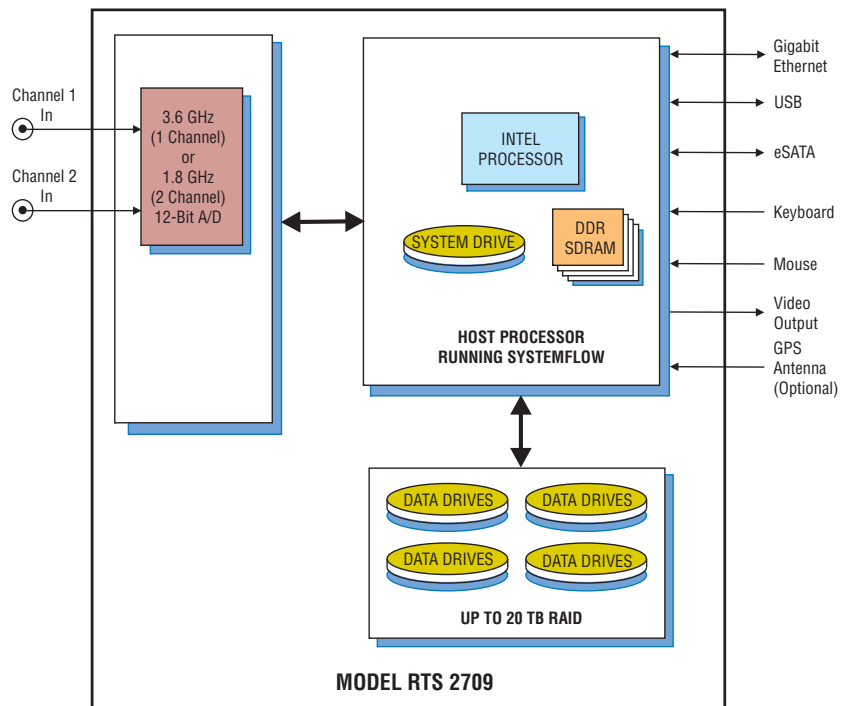 Channel 1
In
Channel 2
In
3.6 GHz
(1 Channel)
or
1.8 GHz
(2 Channel)
12-Bit A/D
INTEL
PROCESSOR
SYSTEM DRIVE
DDR
SDRAM
HOST PROCESSOR
RUNNING SYSTEMFLOW
Gigabit
Ethernet
USB
eSATA
Keyboard
Mouse
Video
Output
GPS
Antenna
(Optional)
DATA DRIVES
DATA DRIVES
DATA DRIVES
DATA DRIVES
UP TO 20 TB RAID
MODEL RTS 2709